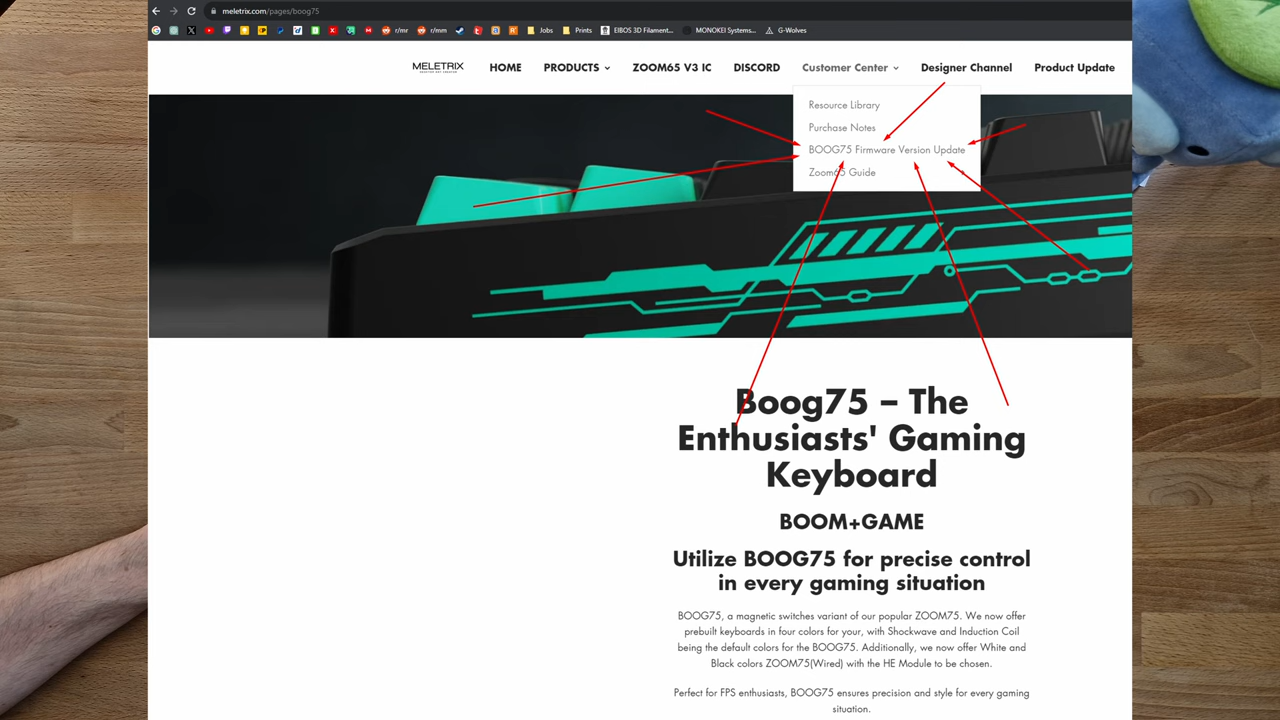 meletrix.com/pages/boog75
r/mr
r/mm
Jobs
Prints
EIBOS 3D Filament...
MONOKEI Systems...
G-Wolves
MELETRIX
HOME
PRODUCTS
ZOOM65 V3 IC
DISCORD
Customer Center
Designer Channel
Product Update
Resource Library
Purchase Notes
BOOG75 Firmware Version Update
Zoom65 Guide
Boog75 – The
Enthusiasts' Gaming
Keyboard
BOOM+GAME
Utilize BOOG75 for precise control
in every gaming situation
BOOG75, a magnetic switches variant of our popular ZOOM75. We now offer
prebuilt keyboards in four colors for your, with Shockwave and Induction Coil
being the default colors for the BOOG75. Additionally, we now offer White and
Black colors ZOOM75(Wired) with the HE Module to be chosen.
Perfect for FPS enthusiasts, BOOG75 ensures precision and style for every gaming
situation.